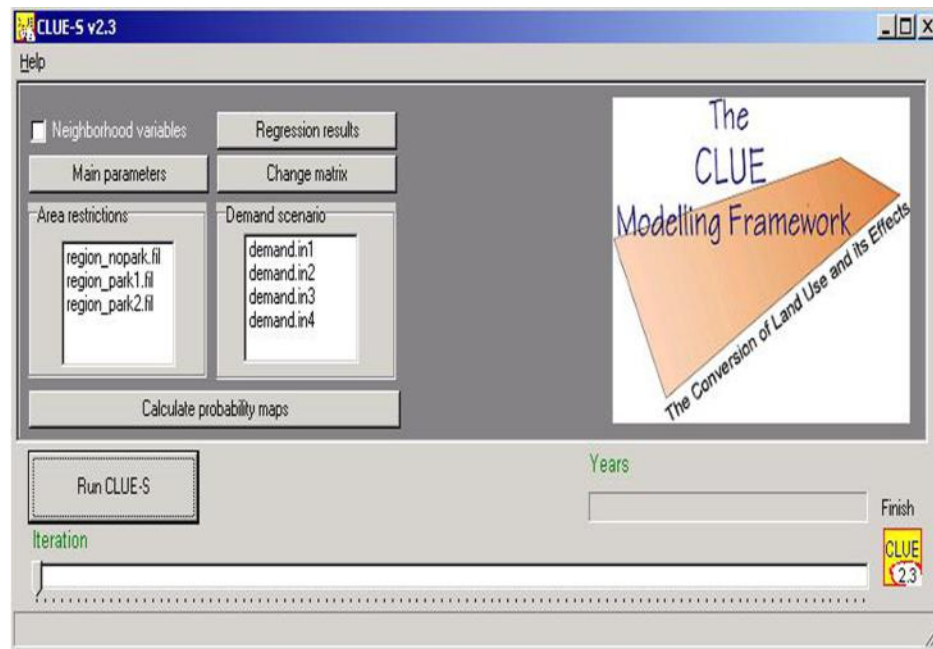 CLUE-S v2.3
Help
Neighborhood variables
Regression results
Main parameters
Change matrix
Area restrictions
region_nopark.fil
region_park1.fil
region_park2.fil
Demand scenario
demand.in1
demand.in2
demand.in3
demand.in4
Calculate probability maps
The
CLUE
Modelling Framework
The Conversion of Land Use and its Effects
Run CLUE-S
Years
Finish
Iteration
CLUE
2.3